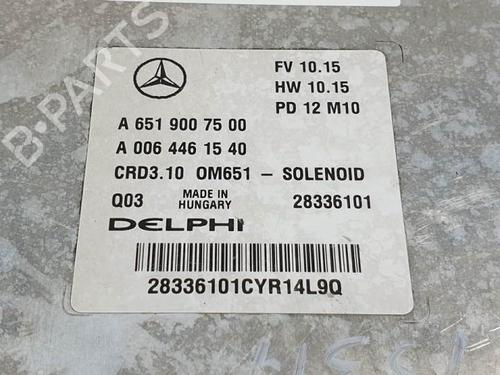 FV 10.15
HW 10.15
PD 12 M10
A 651 900 75 00
A 006 446 15 40
CRD3.10 OM651 - SOLENOID
Q03 MADE IN HUNGARY 28336101
DELPHI
28336101CYR14L9Q
B-PARTS